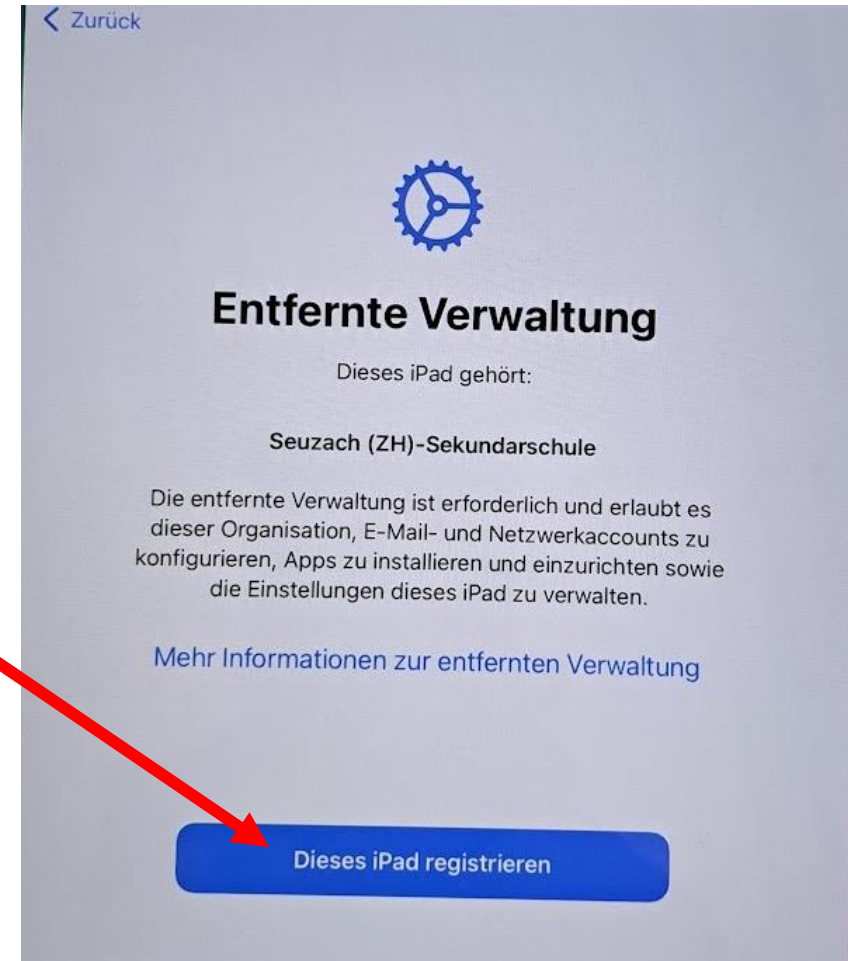 Zurück
Entfernte Verwaltung
Dieses iPad gehört:
Seuzach (ZH)-Sekundarschule
Die entfernte Verwaltung ist erforderlich und erlaubt es
dieser Organisation, E-Mail- und Netzwerkaccounts zu
konfigurieren, Apps zu installieren und einzurichten sowie
die Einstellungen dieses iPad zu verwalten.
Mehr Informationen zur entfernten Verwaltung
Dieses iPad registrieren